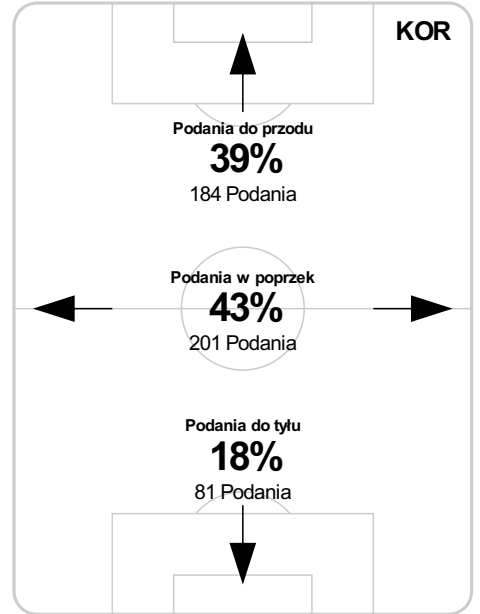 KOR
Podania do przodu
39%
184 Podania
Podania w poprzek
43%
201 Podania
Podania do tyłu
18%
81 Podania